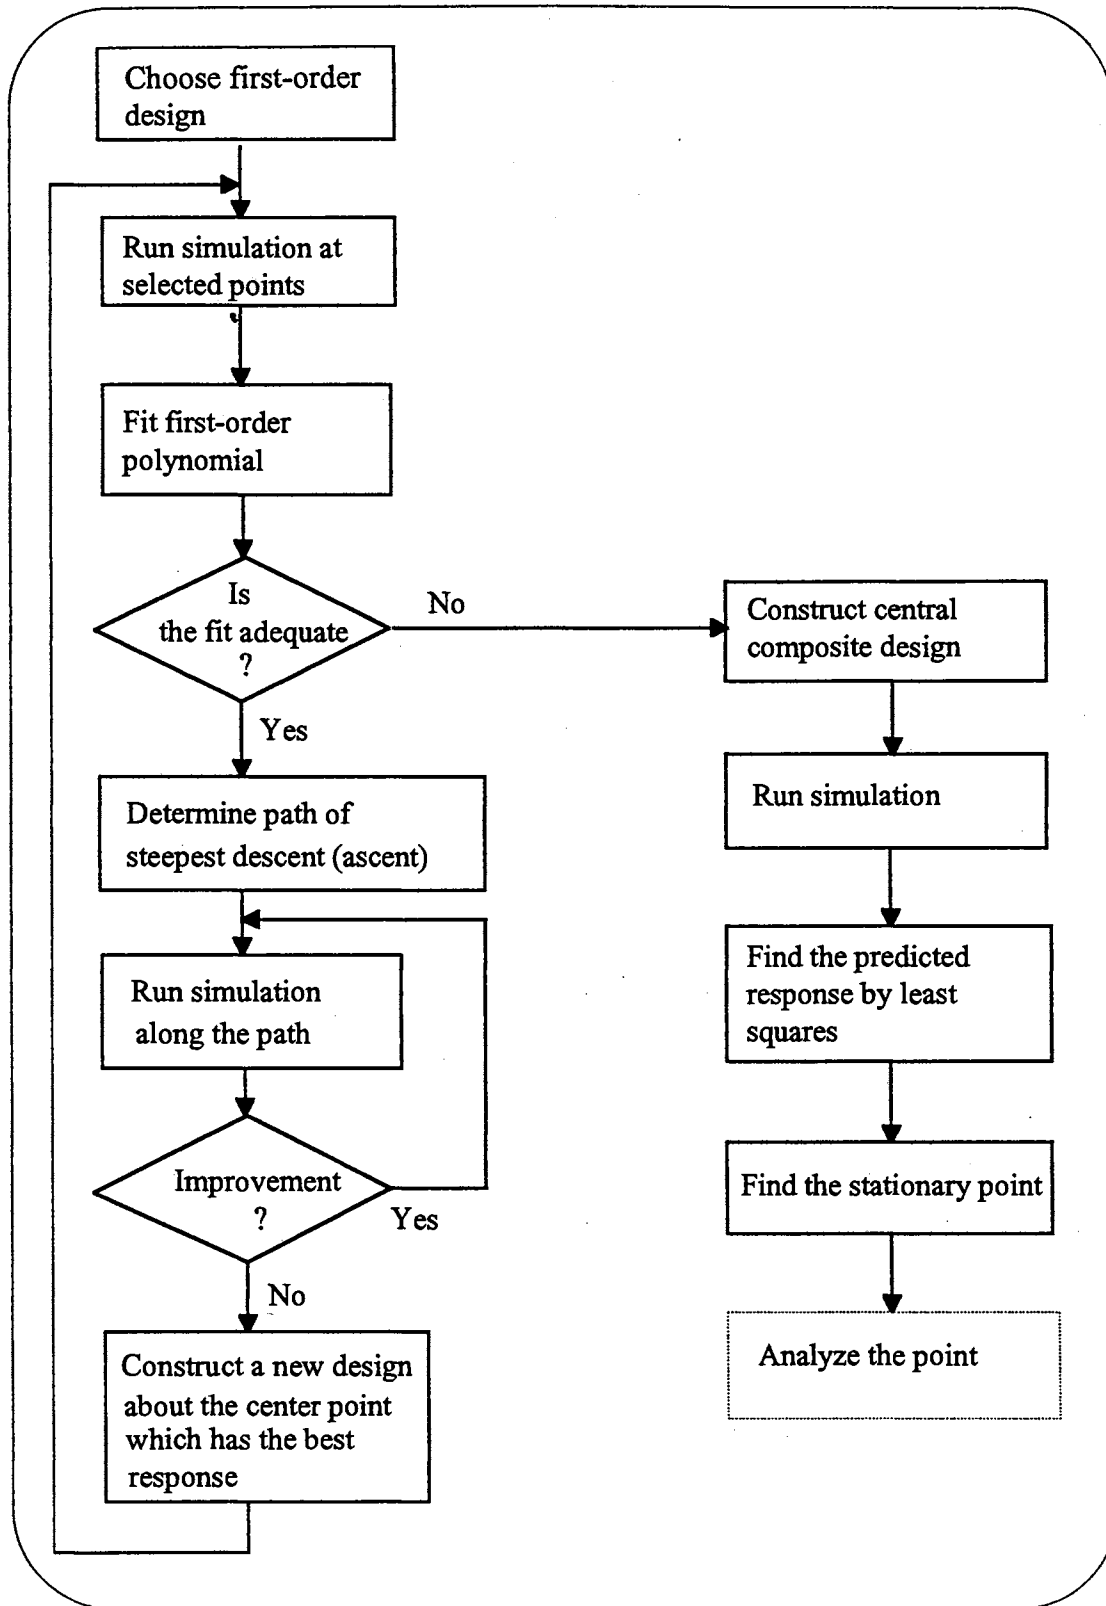 Choose first-order
design
Run simulation at
selected points
Fit first-order
polynomial
Is
the fit adequate
?
No
Yes
Determine path of
steepest descent (ascent)
Run simulation
along the path
Improvement
?
Yes
No
Construct a new design
about the center point
which has the best
response
Construct central
composite design
Run simulation
Find the predicted
response by least
squares
Find the stationary point
Analyze the point